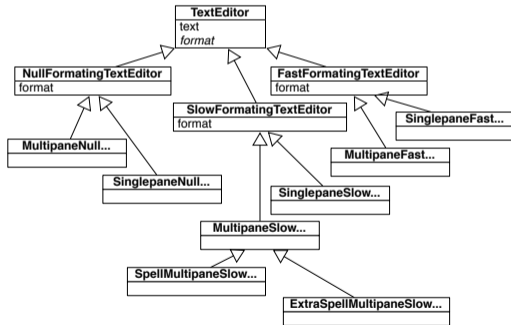 TextEditor
text
format
NullFormatingTextEditor
format
FastFormatingTextEditor
format
SlowFormatingTextEditor
format
SinglepaneFast...
MultipaneNull...
MultipaneFast...
SinglepaneNull...
SinglepaneSlow...
MultipaneSlow...
SpellMultipaneSlow...
ExtraSpellMultipaneSlow...